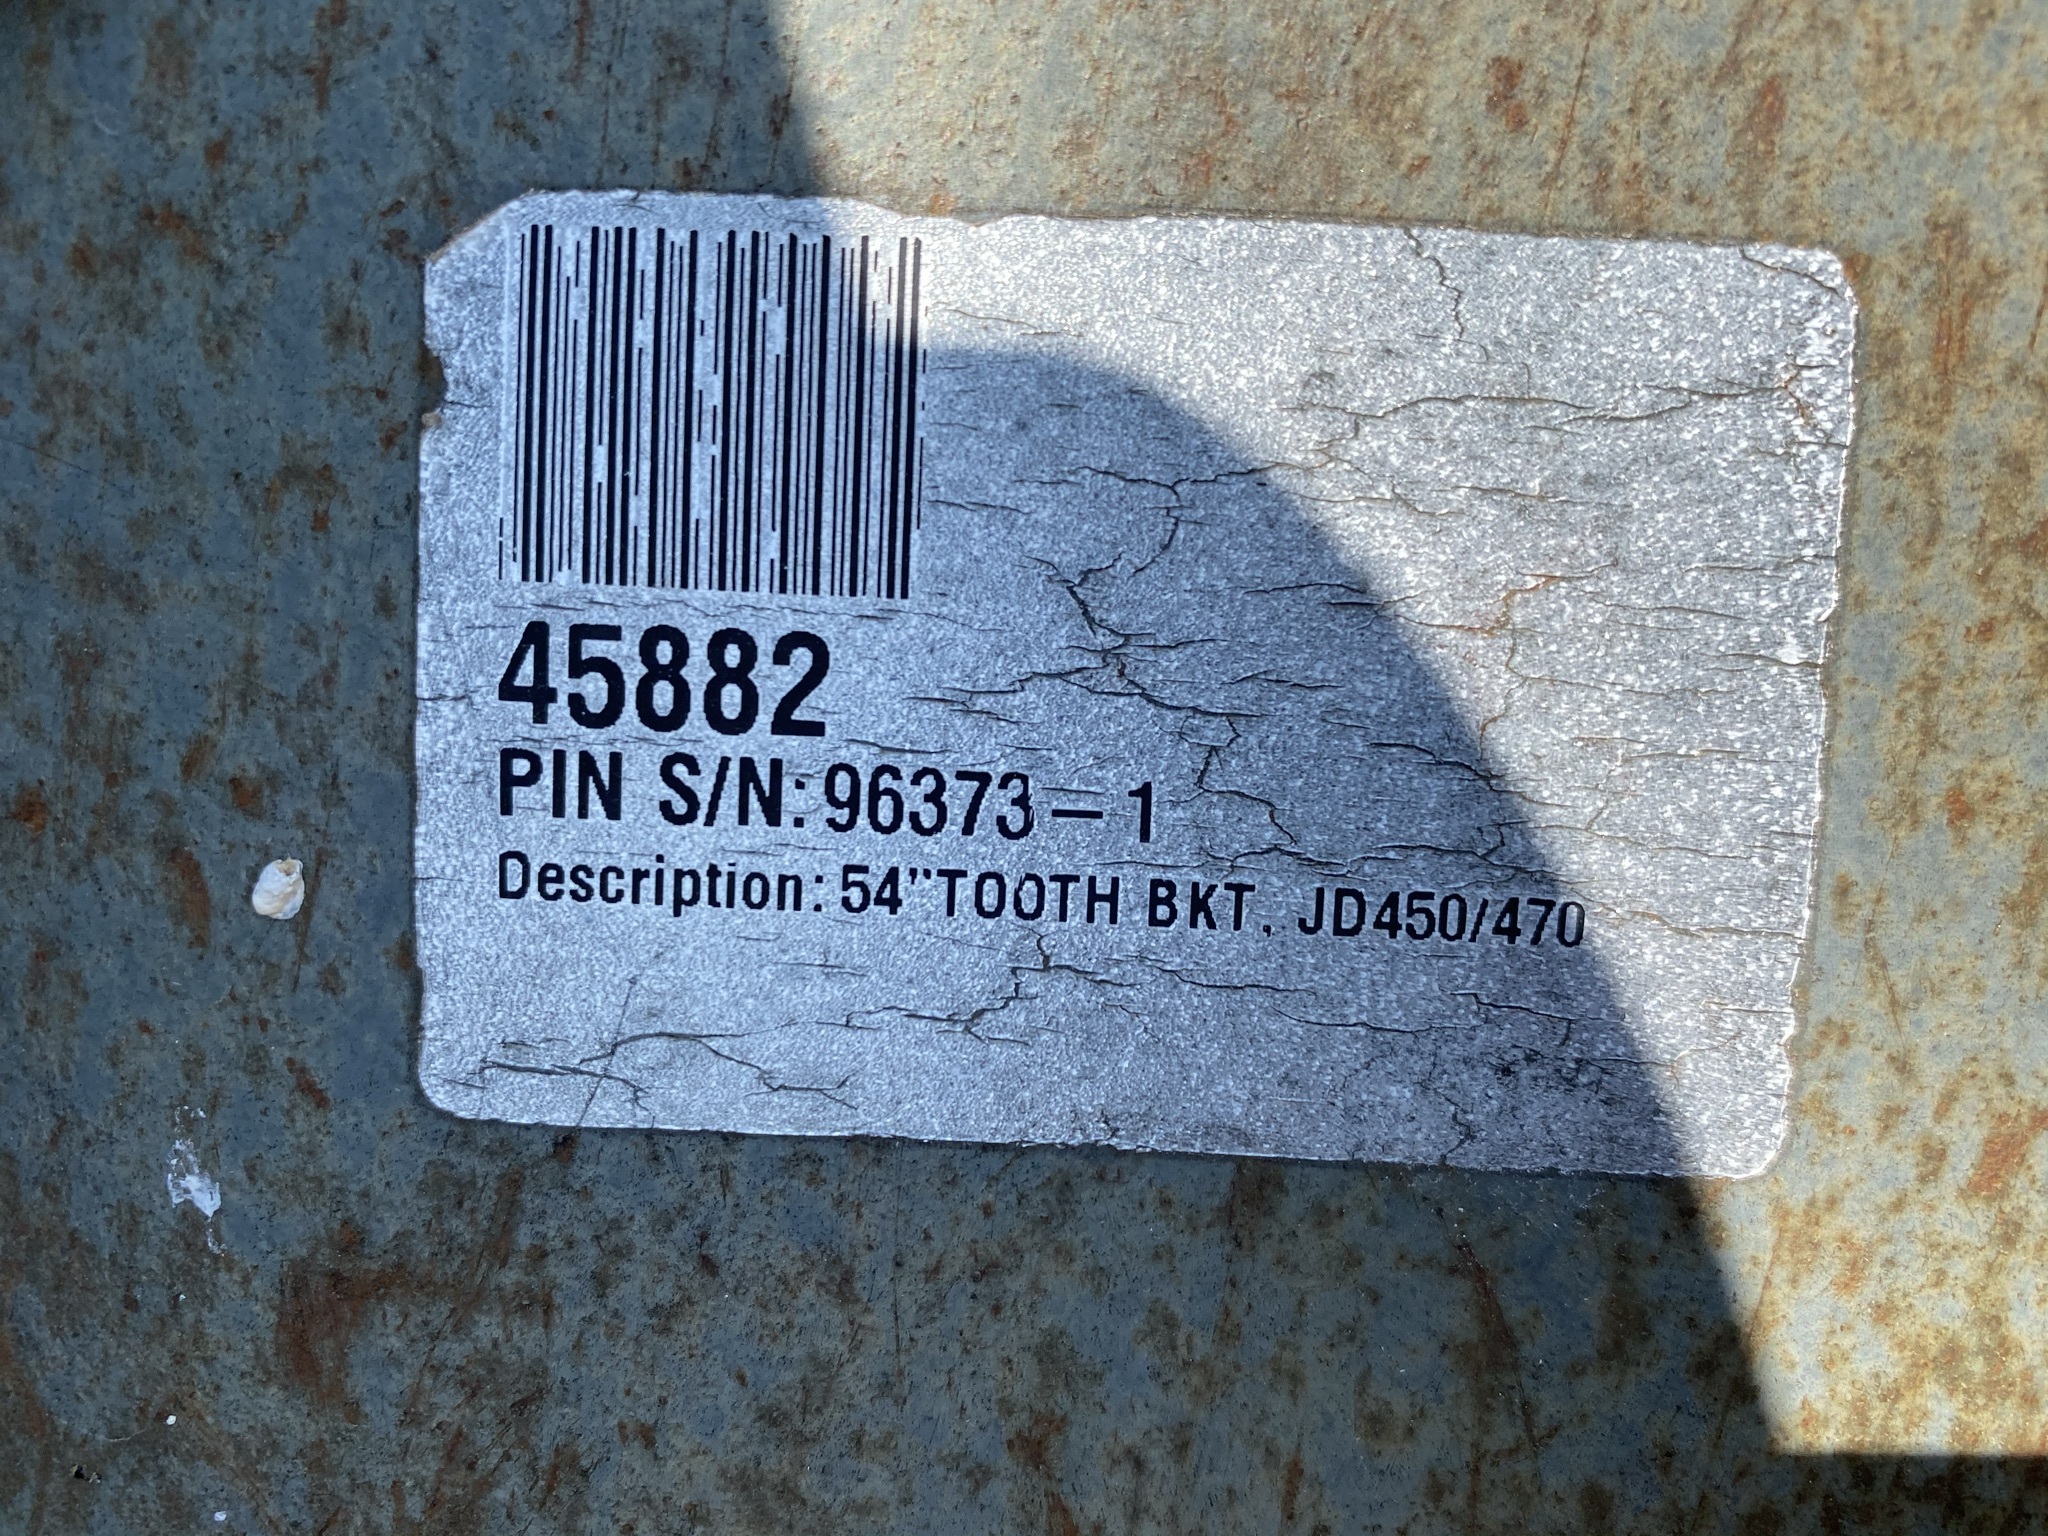 45882
PIN S/N: 96373-1
Description: 54" TOOTH BKT, JD450/470